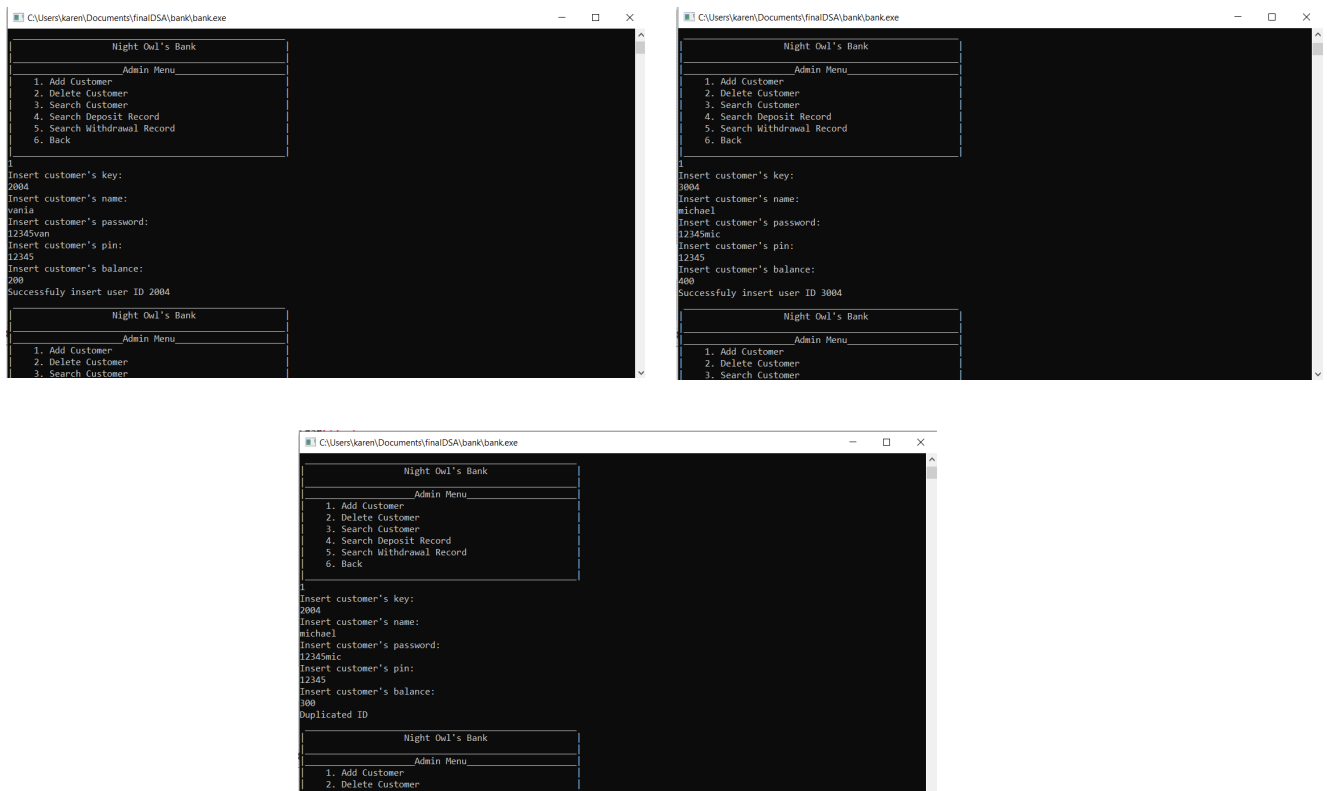 C:\Users\karen\Documents\finalDSA\bank\bank.exe
Night Owl's Bank
Admin Menu
1. Add Customer
2. Delete Customer
3. Search Customer
4. Search Deposit Record
5. Search Withdrawal Record
6. Back
1
Insert customer's key:
2004
Insert customer's name:
vania
Insert customer's password:
12345van
Insert customer's pin:
12345
Insert customer's balance:
200
Successfuly insert user ID 2004
Night Owl's Bank
Admin Menu
1. Add Customer
2. Delete Customer
3. Search Customer
C:\Users\karen\Documents\finalDSA\bank\bank.exe
Night Owl's Bank
Admin Menu
1. Add Customer
2. Delete Customer
3. Search Customer
4. Search Deposit Record
5. Search Withdrawal Record
6. Back
1
Insert customer's key:
3004
Insert customer's name:
michael
Insert customer's password:
12345mic
Insert customer's pin:
12345
Insert customer's balance:
400
Successfuly insert user ID 3004
Night Owl's Bank
Admin Menu
1. Add Customer
2. Delete Customer
3. Search Customer
C:\Users\karen\Documents\finalDSA\bank\bank.exe
Night Owl's Bank
Admin Menu
1. Add Customer
2. Delete Customer
3. Search Customer
4. Search Deposit Record
5. Search Withdrawal Record
6. Back
1
Insert customer's key:
2004
Insert customer's name:
michael
Insert customer's password:
12345mic
Insert customer's pin:
12345
Insert customer's balance:
300
Duplicated ID
Night Owl's Bank
Admin Menu
1. Add Customer
2. Delete Customer